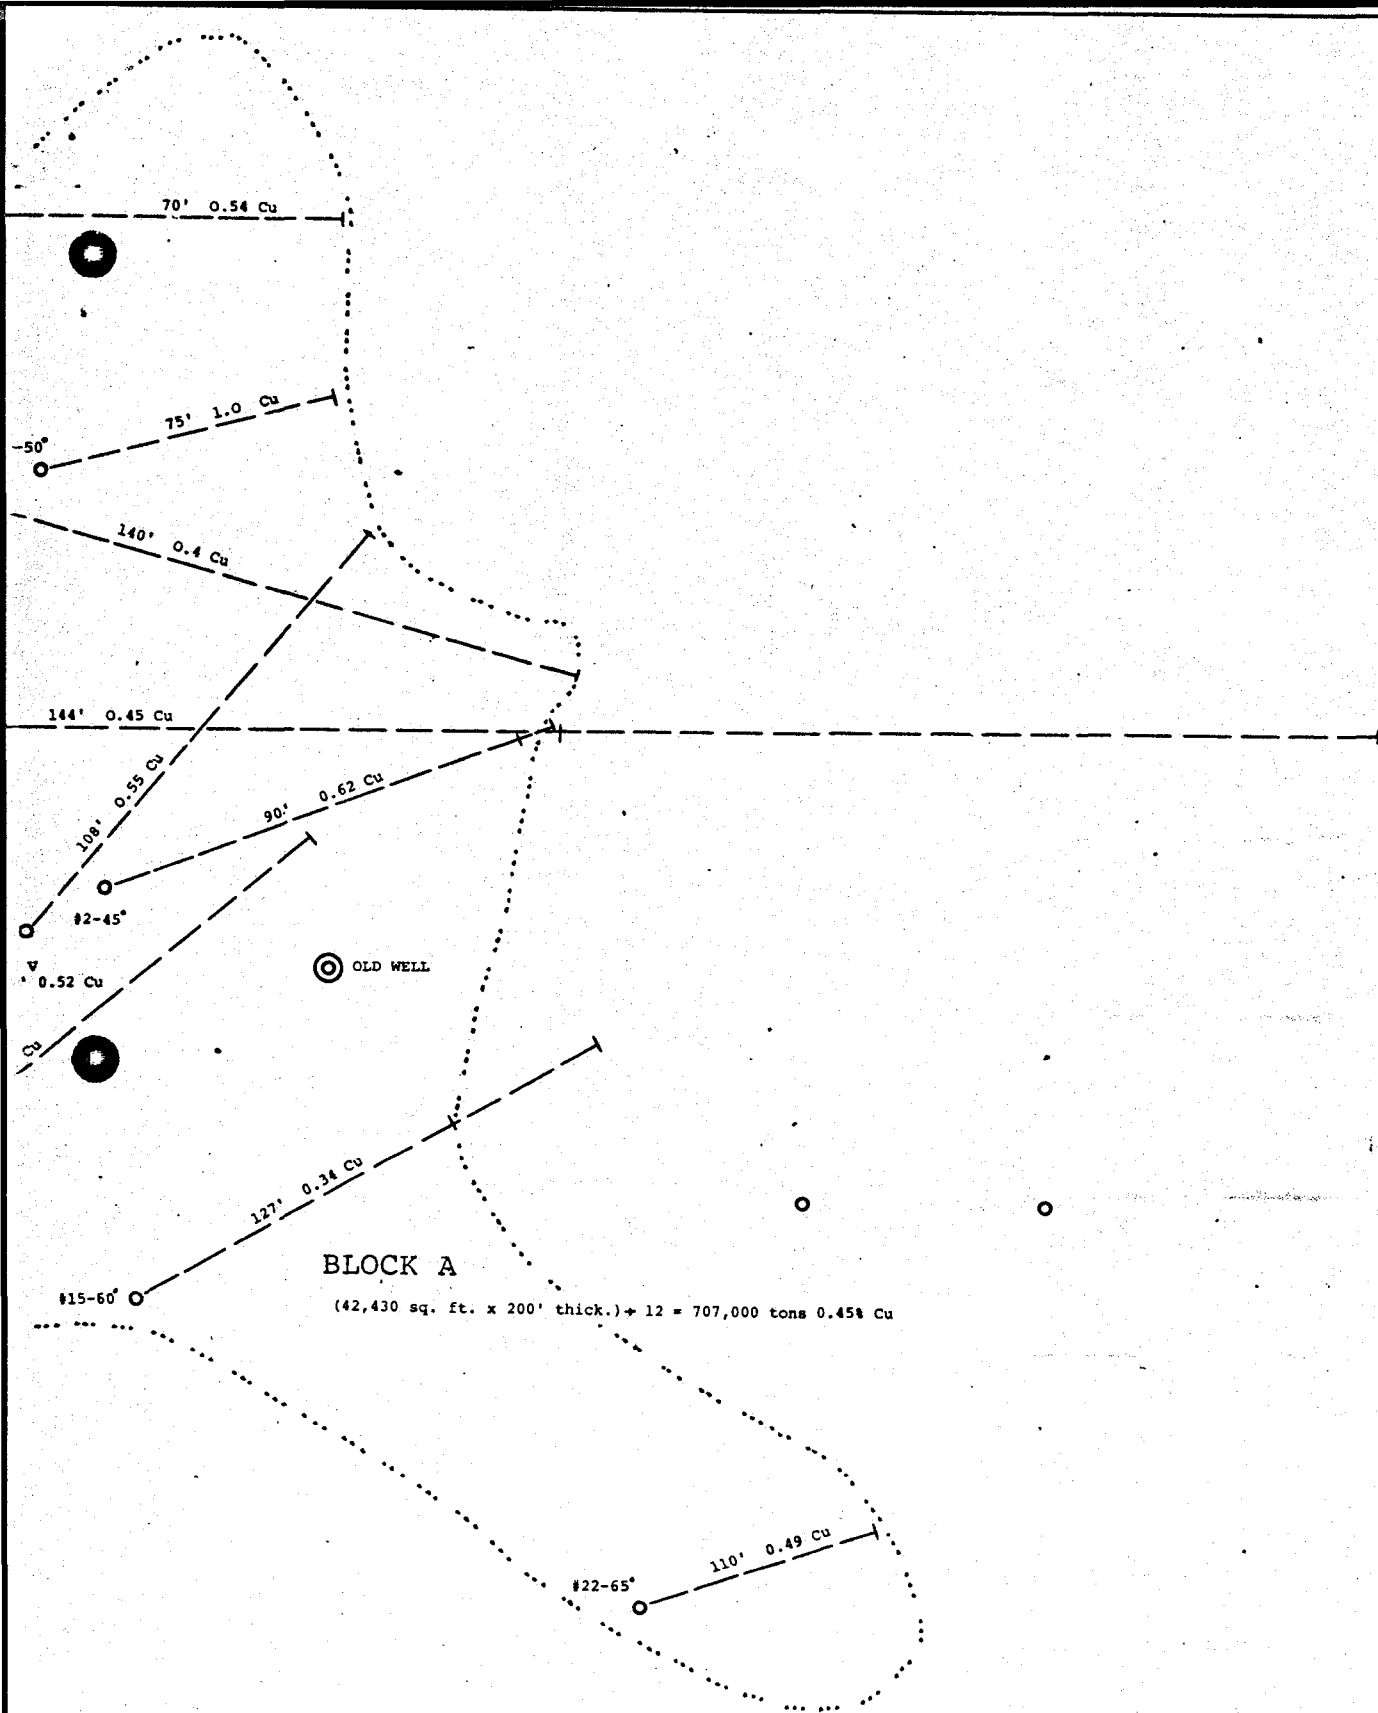 70' 0.54 Cu
75' 1.0 Cu
-50°
140' 0.4 Cu
144' 0.45 Cu
108' 0.55 Cu
90' 0.62 Cu
#2-45°
0.52 Cu
OLD WELL
Cu
127' 0.34 Cu
BLOCK A
#15-60°
(42,430 sq. ft. x 200' thick.) ÷ 12 = 707,000 tons 0.45% Cu
110' 0.49 Cu
#22-65°